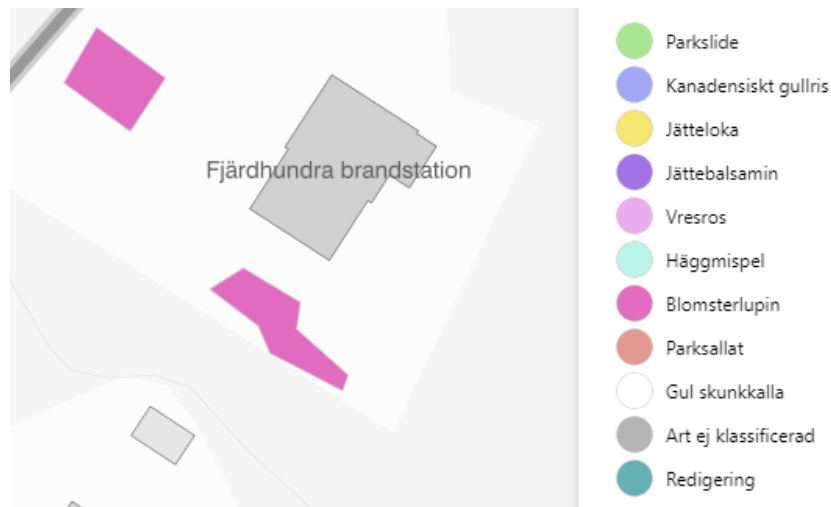 Fjärdhundra brandstation
Parkslide
Kanadensiskt gullris
Jätteloka
Jättebalsamin
Vresros
Häggmispel
Blomsterlupin
Parksallat
Gul skunkkalla
Art ej klassificerad
Redigering